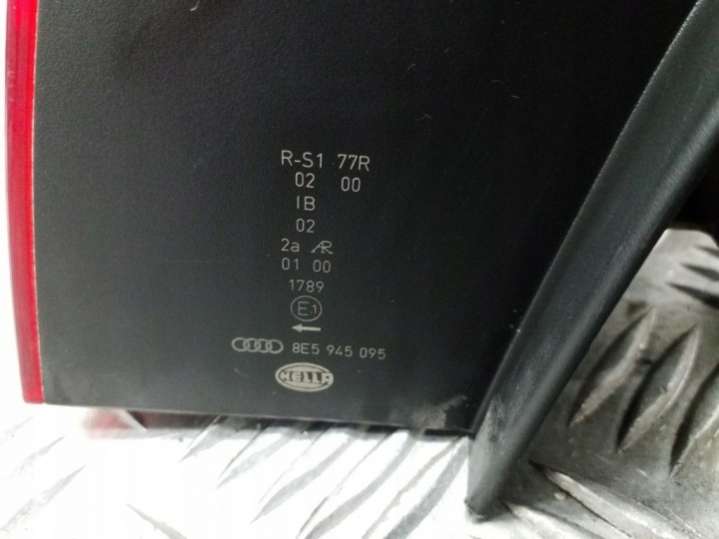 R-S1 77R
02 00
IB
02
2a AR
01 00
1789
E1
8E5 945 095
HELLA